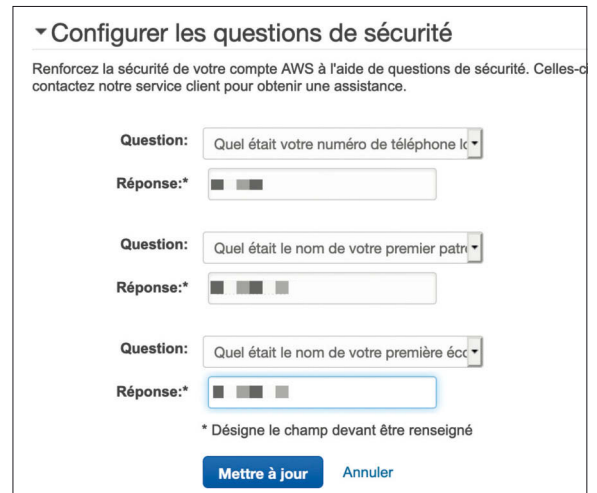 Configurer les questions de sécurité
Renforcez la sécurité de votre compte AWS à l'aide de questions de sécurité. Celles-ci
contactez notre service client pour obtenir une assistance.
Question: Quel était votre numéro de téléphone
Réponse:*
Question: Quel était le nom de votre premier
Réponse:*
Question: Quel était le nom de votre première
Réponse:*
* Désigne le champ devant être renseigné
Mettre à jour Annuler